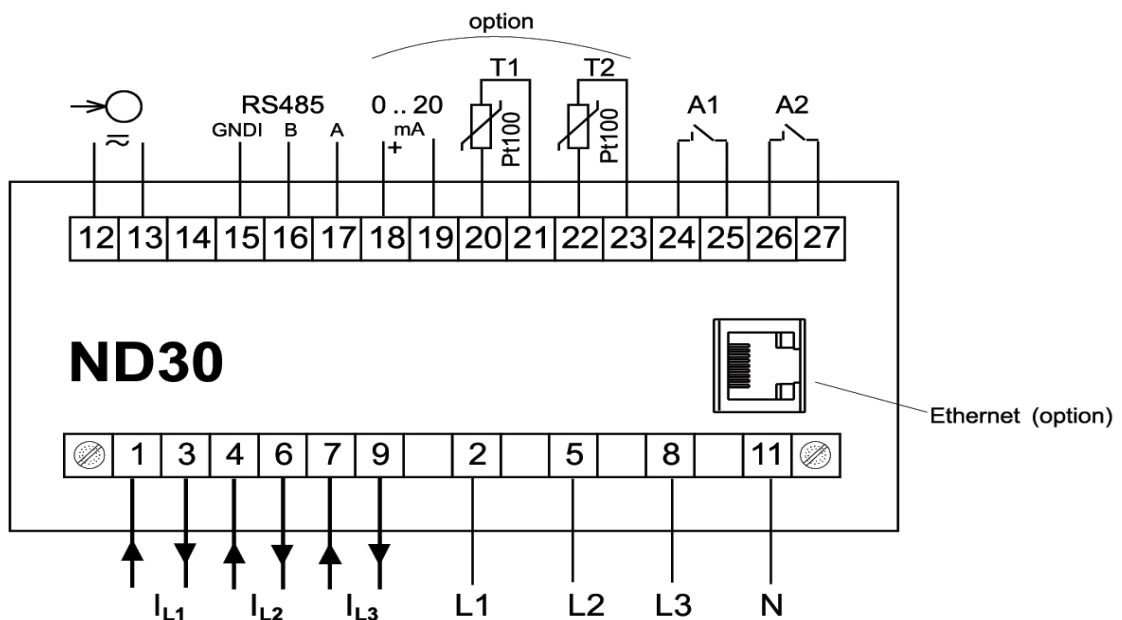 option
T1 T2
RS485 0 .. 20 A1 A2
GNDI B A mA
+
Pt100 Pt100
12 13 14 15 16 17 18 19 20 21 22 23 24 25 26 27
ND30
Ethernet (option)
1 3 4 6 7 9 2 5 8 11
IL1 IL2 IL3 L1 L2 L3 N